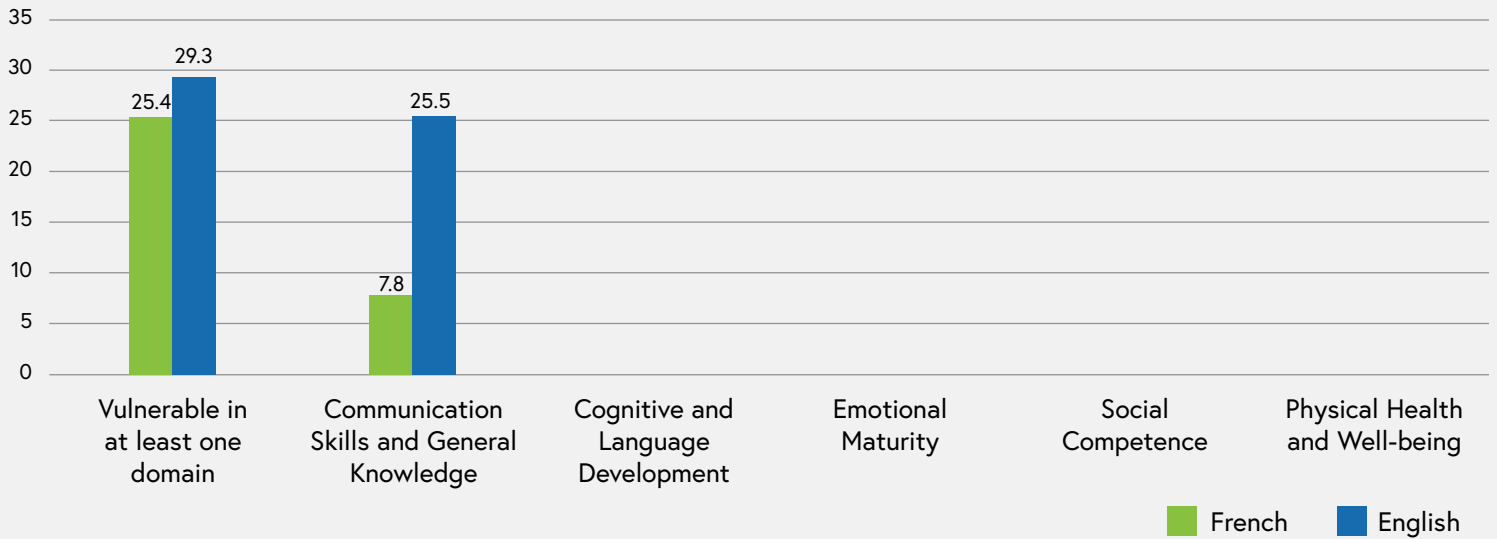 35
30
25
20
15
10
5
0
25.4
29.3
7.8
25.5
Vulnerable in
at least one
domain
Communication
Skills and General
Knowledge
Cognitive and
Language
Development
Emotional
Maturity
Social
Competence
Physical Health
and Well-being
French
English